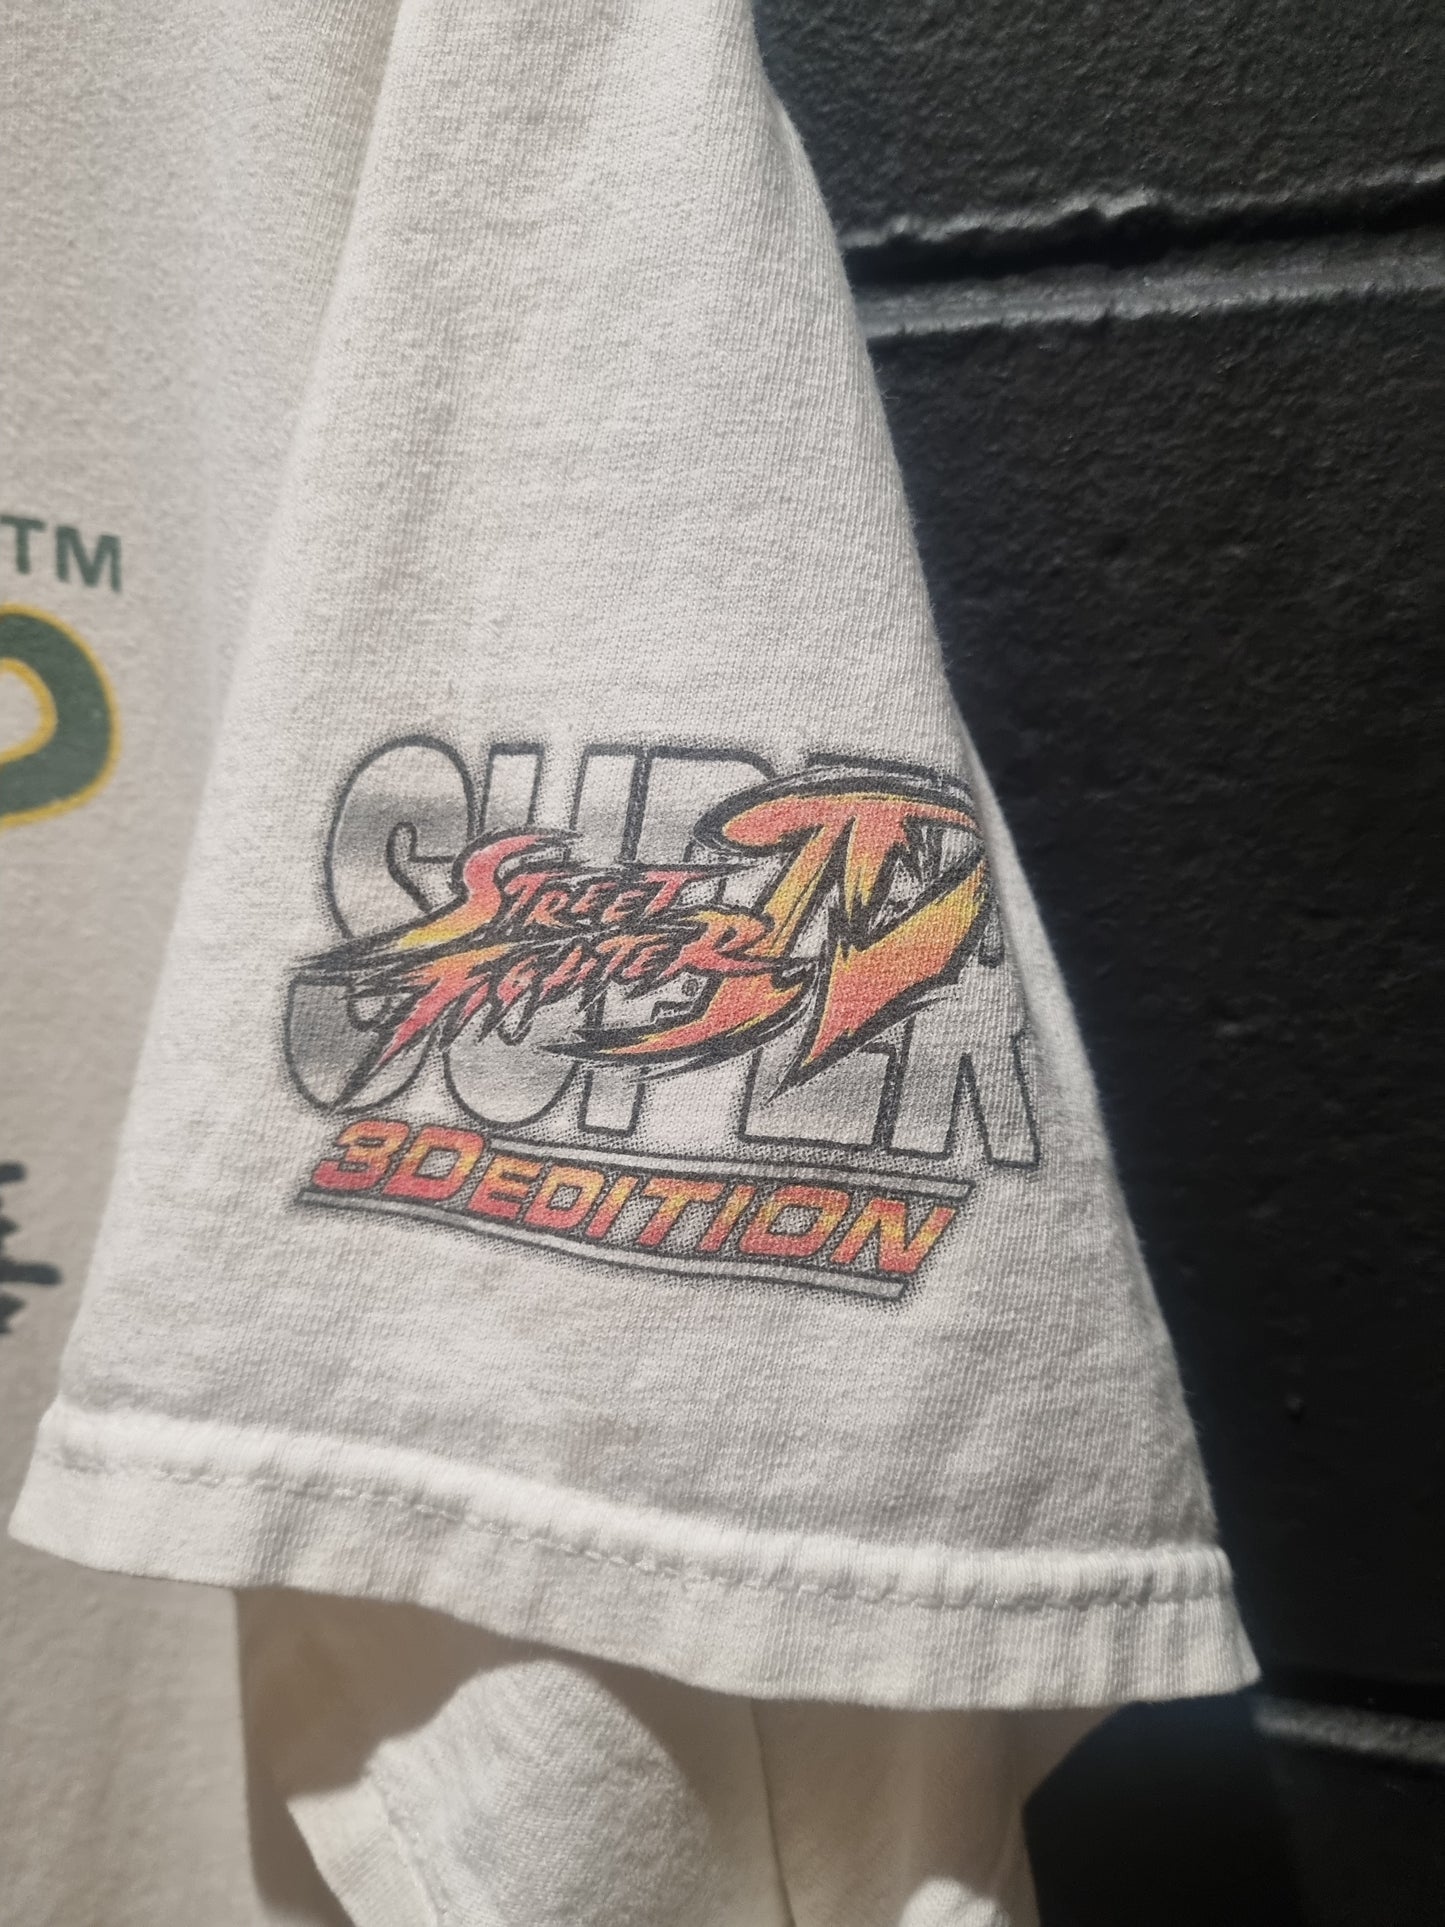 TM
SUPER
STREET
FIGHTER
IV
®
3D EDITION